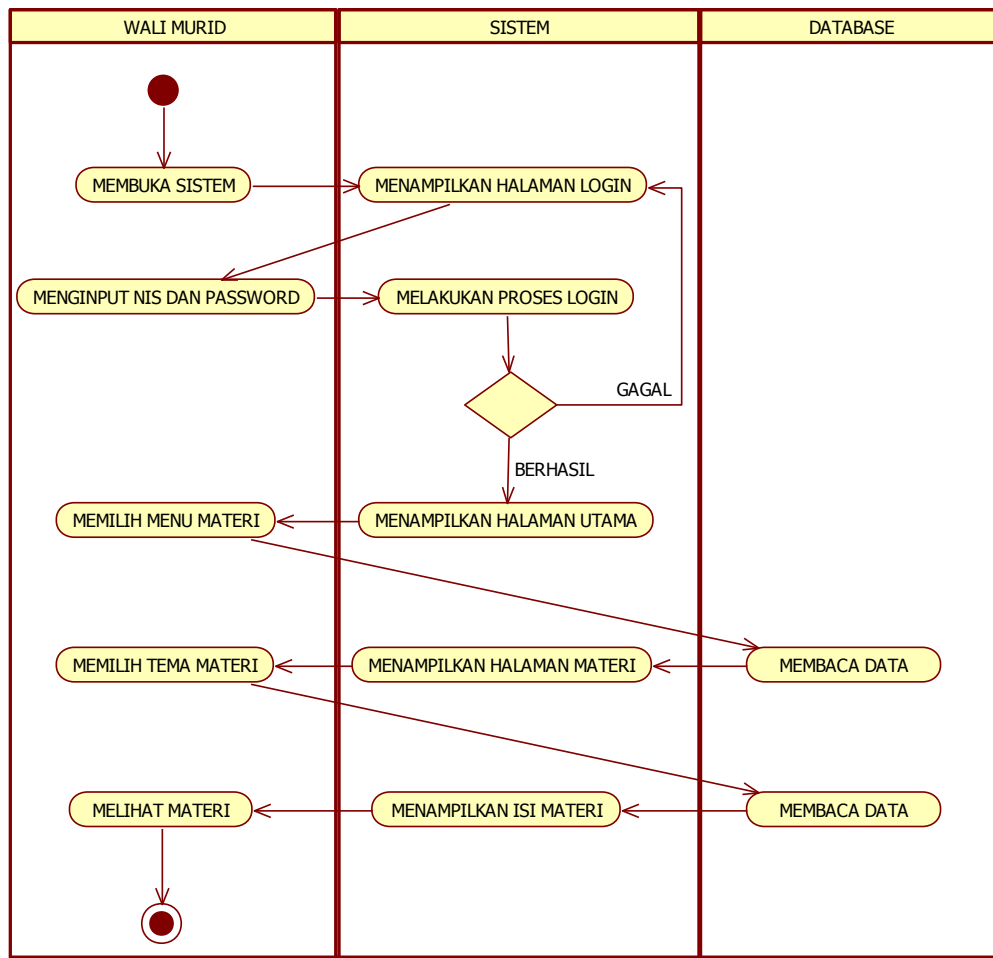 WALI MURID
SISTEM
DATABASE
MEMBUKA SISTEM
MENAMPILKAN HALAMAN LOGIN
MENGINPUT NIS DAN PASSWORD
MELAKUKAN PROSES LOGIN
GAGAL
BERHASIL
MEMILIH MENU MATERI
MENAMPILKAN HALAMAN UTAMA
MEMILIH TEMA MATERI
MENAMPILKAN HALAMAN MATERI
MEMBACA DATA
MELIHAT MATERI
MENAMPILKAN ISI MATERI
MEMBACA DATA